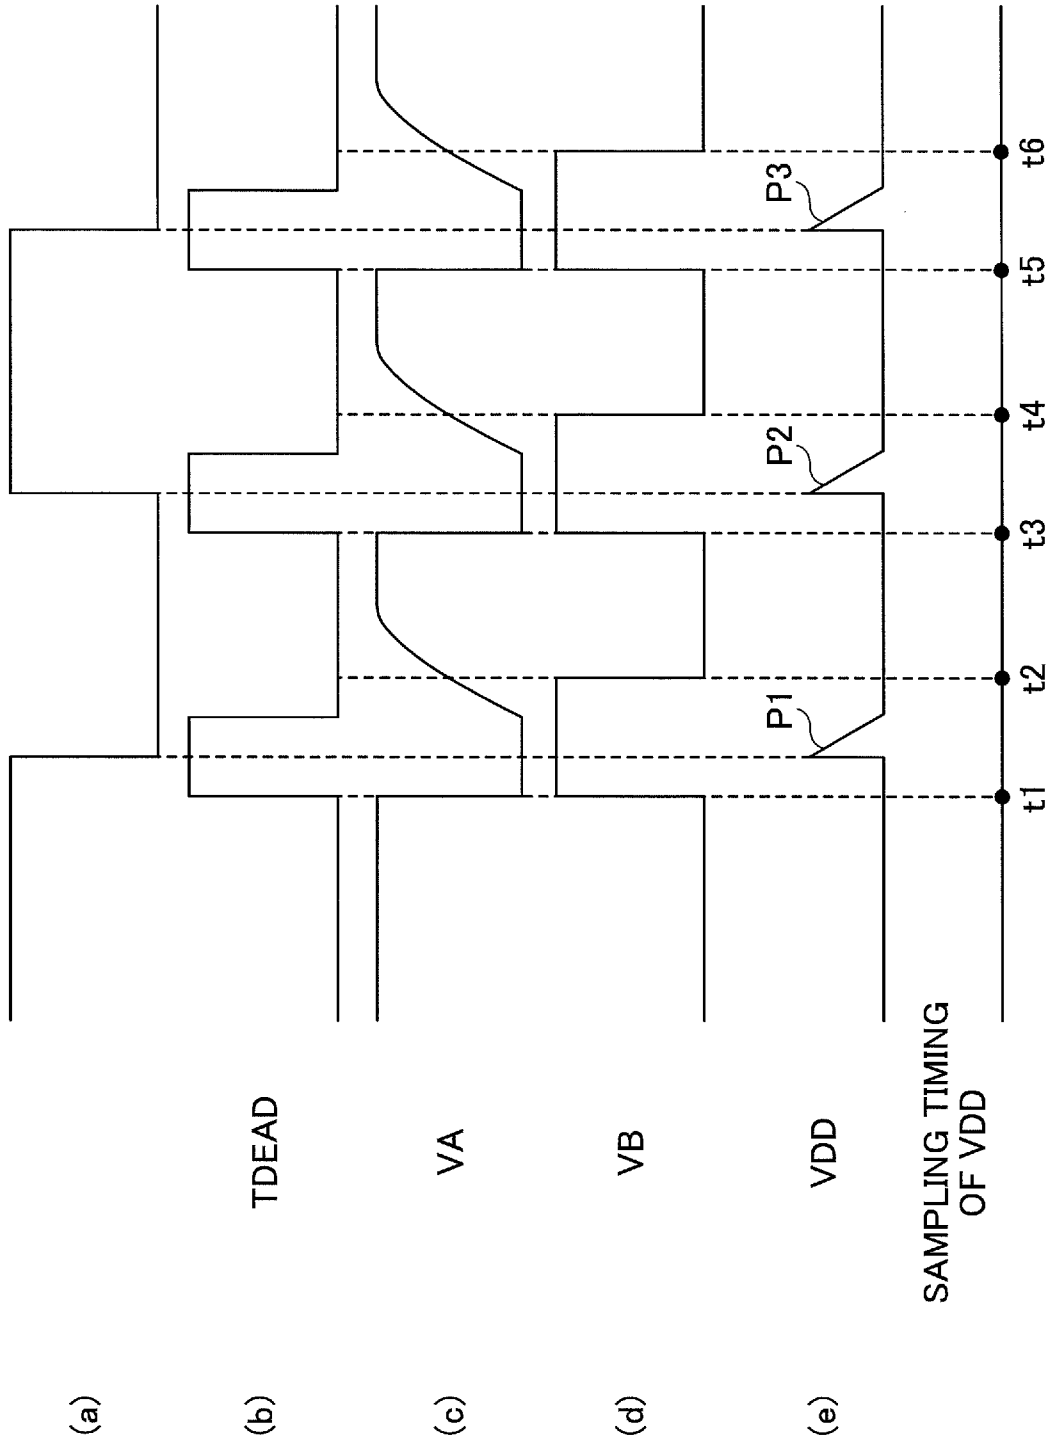 (a)
(b) TDEAD
(c) VA
(d) VB
(e) VDD
P1 P2 P3
SAMPLING TIMING
OF VDD
t1 t2 t3 t4 t5 t6